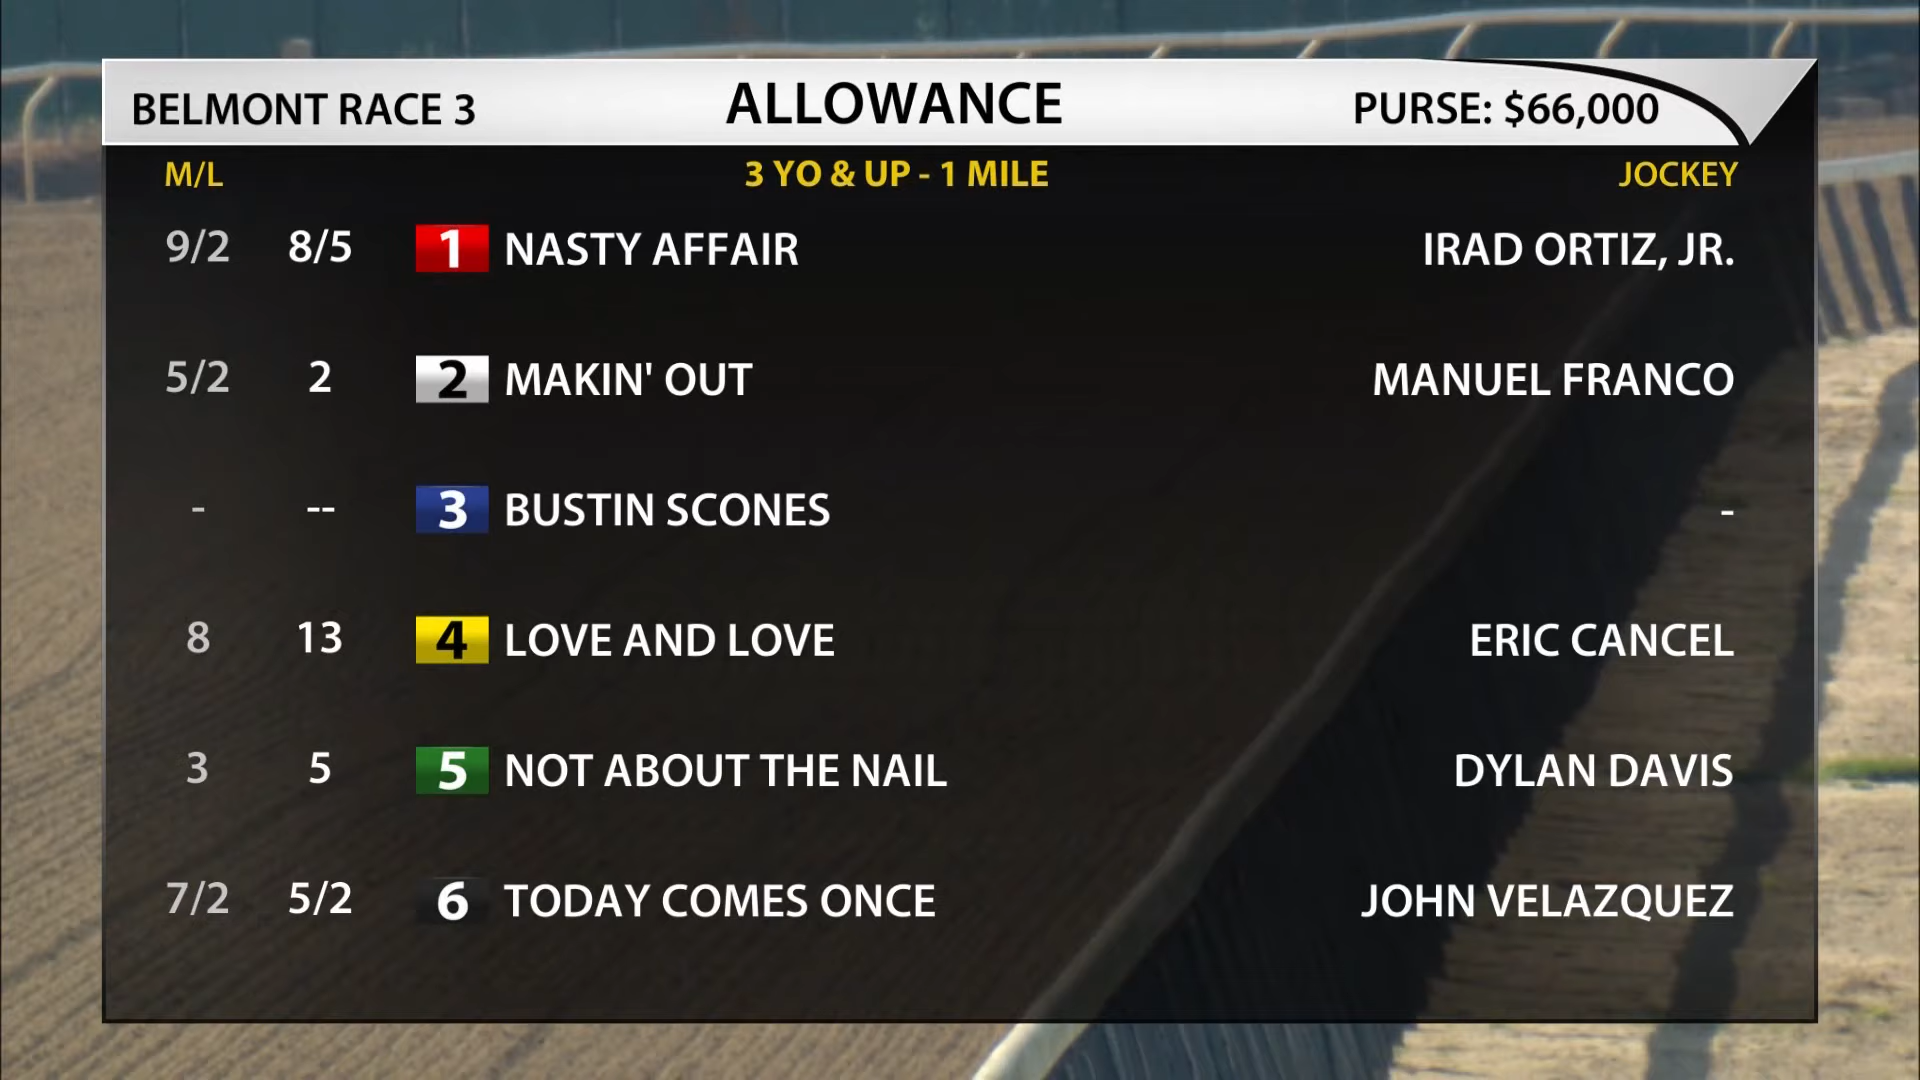 BELMONT RACE 3 ALLOWANCE PURSE: $66,000
M/L 3 YO & UP - 1 MILE JOCKEY
9/2 8/5 1 NASTY AFFAIR IRAD ORTIZ, JR.
5/2 2 2 MAKIN' OUT MANUEL FRANCO
- -- 3 BUSTIN SCONES -
8 13 4 LOVE AND LOVE ERIC CANCEL
3 5 5 NOT ABOUT THE NAIL DYLAN DAVIS
7/2 5/2 6 TODAY COMES ONCE JOHN VELAZQUEZ